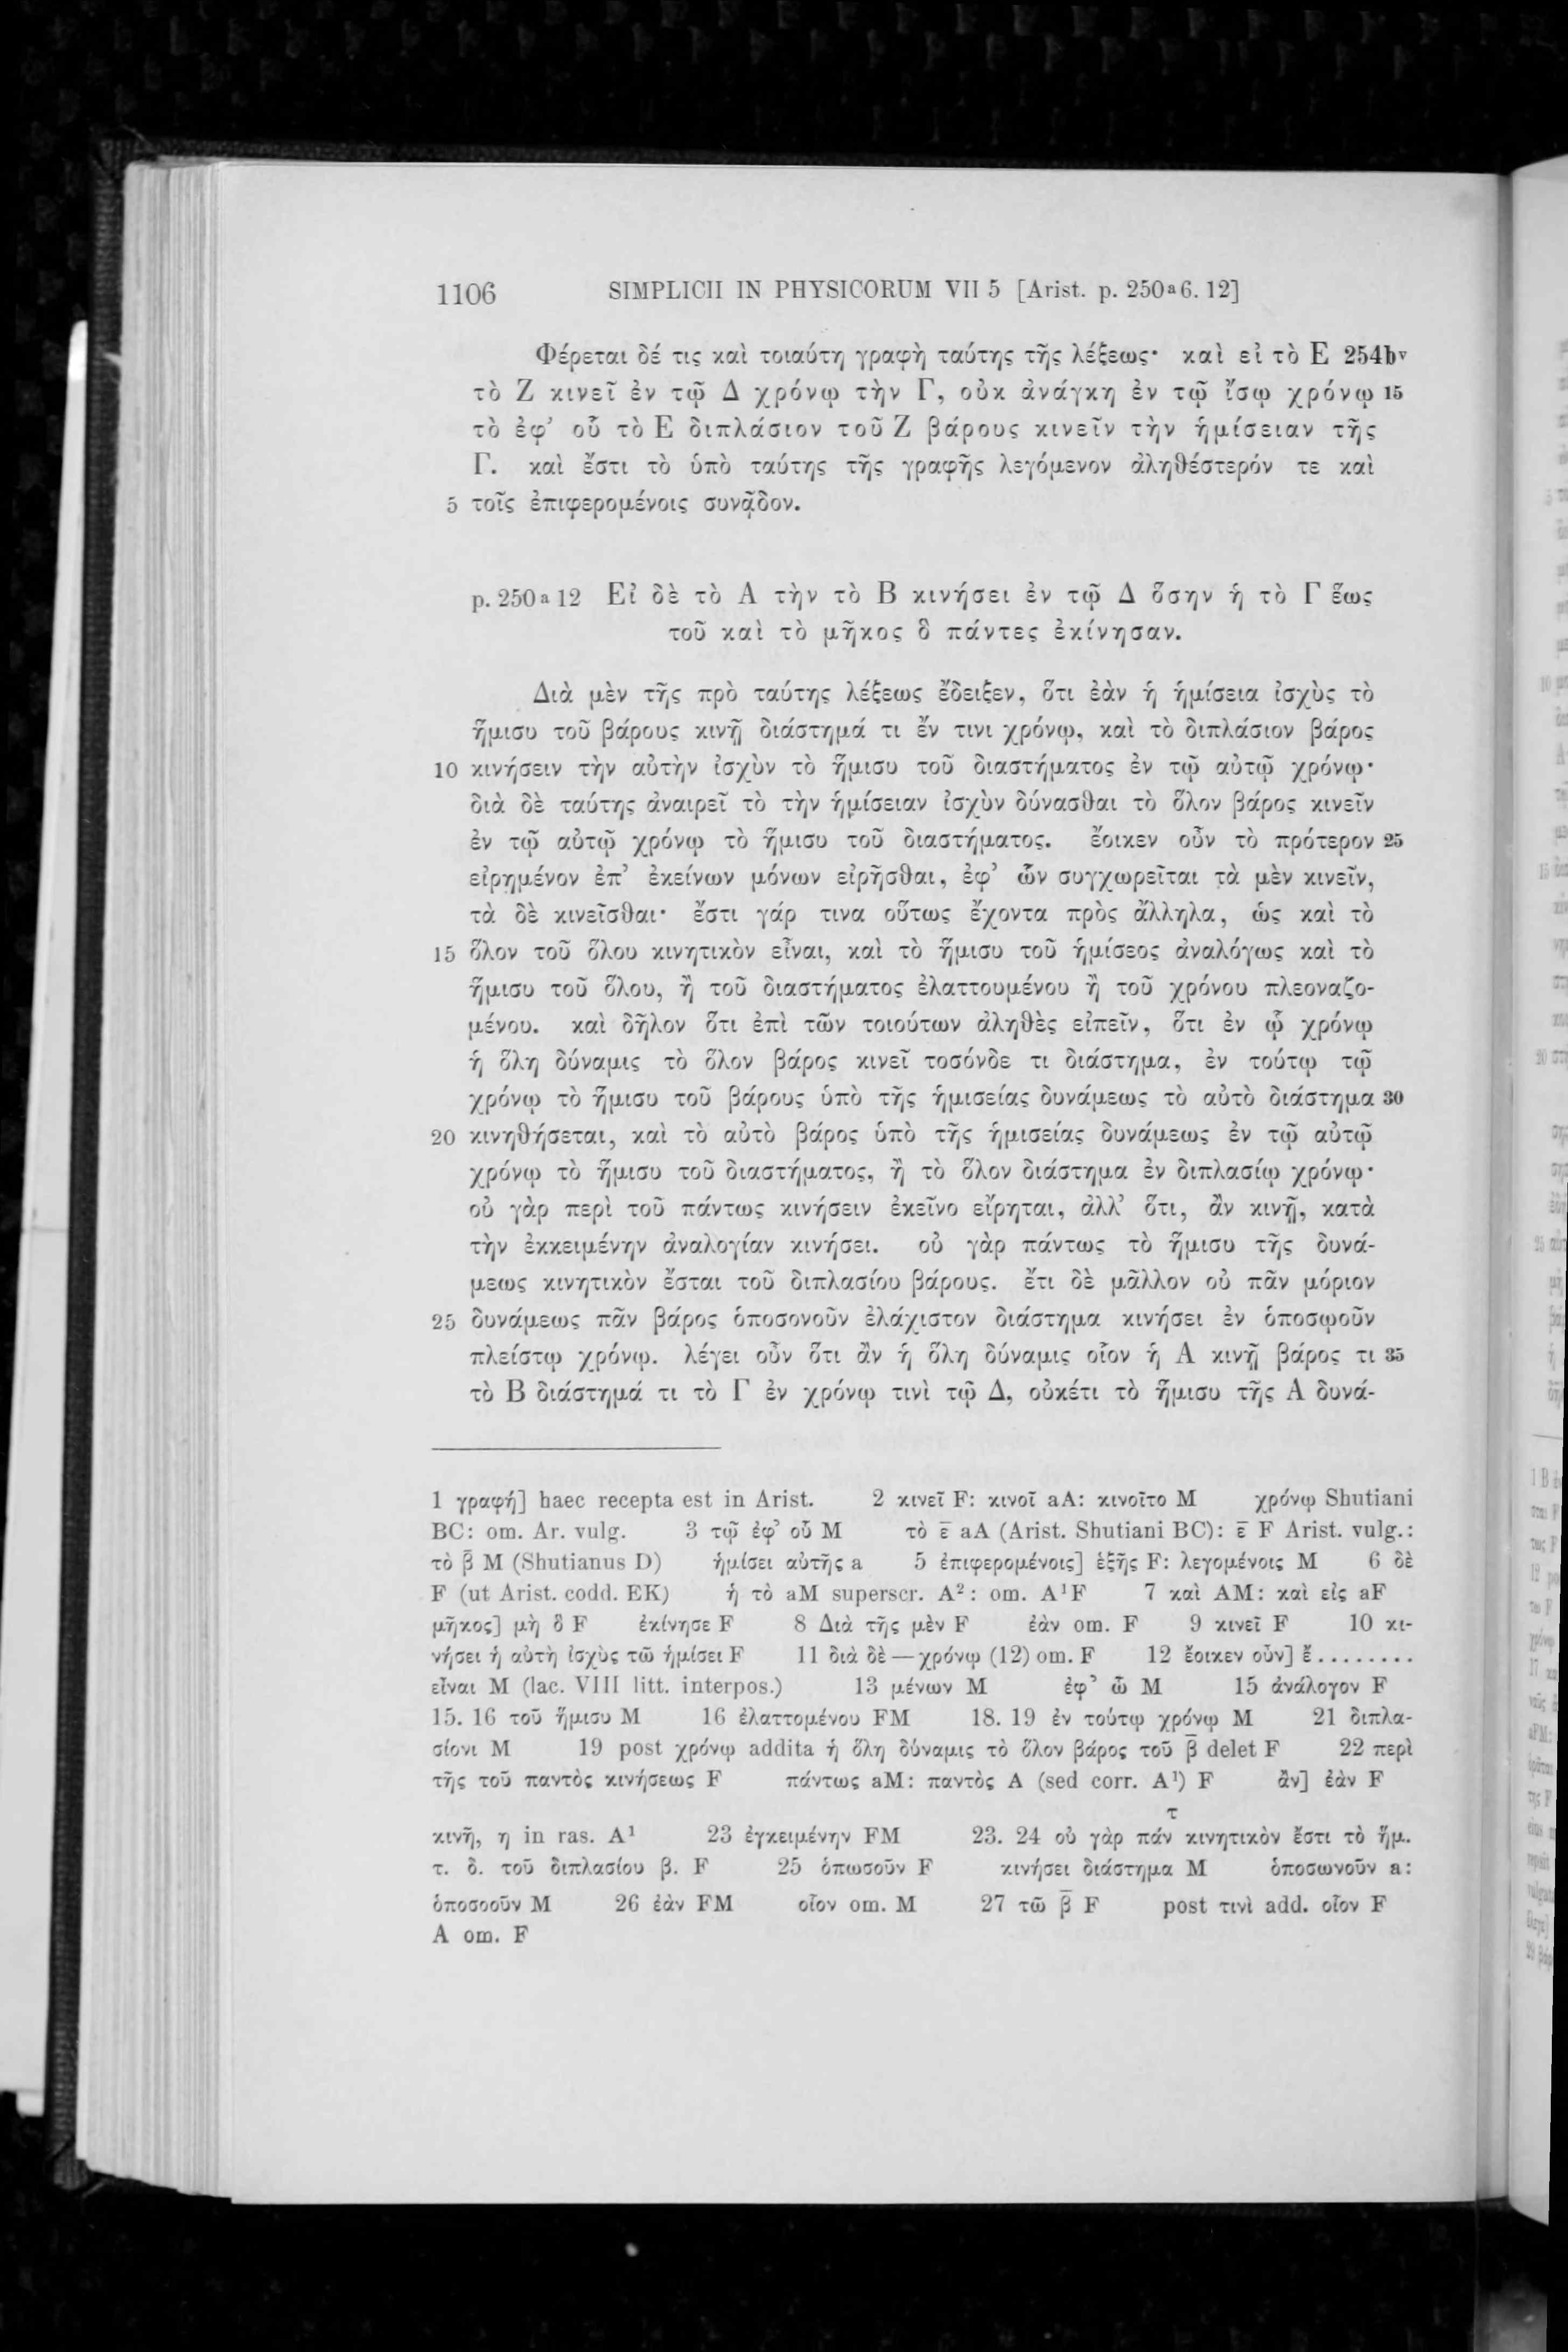 1106 SIMPLICII IN PHYSICORUM VII 5 [Arist. p. 250a6. 12]
Φέρεται δέ τις καὶ τοιαύτη γραφὴ ταύτης τῆς λέξεως· καὶ εἰ τὸ Ε 254bv
τὸ Ζ κινεῖ ἐν τῷ Δ χρόνῳ τὴν Γ, οὐκ ἀνάγκη ἐν τῷ ἴσῳ χρόνῳ 15
τὸ ἐφ' οὗ τὸ Ε διπλάσιον τοῦ Ζ βάρους κινεῖν τὴν ἡμίσειαν τῆς
Γ. καὶ ἔστι τὸ ὑπὸ ταύτης τῆς γραφῆς λεγόμενον ἀληθέστερόν τε καὶ
5 τοῖς ἐπιφερομένοις συνᾷδον.
p. 250a12 Εἰ δὲ τὸ Α τὴν τὸ Β κινήσει ἐν τῷ Δ ὅσην ἡ τὸ Γ ἕως
τοῦ καὶ τὸ μῆκος ὃ πάντες ἐκίνησαν.
Διὰ μὲν τῆς πρὸ ταύτης λέξεως ἔδειξεν, ὅτι ἐὰν ἡ ἡμίσεια ἰσχὺς τὸ
ἥμισυ τοῦ βάρους κινῇ διάστημά τι ἔν τινι χρόνῳ, καὶ τὸ διπλάσιον βάρος
10 κινήσειν τὴν αὐτὴν ἰσχὺν τὸ ἥμισυ τοῦ διαστήματος ἐν τῷ αὐτῷ χρόνῳ·
διὰ δὲ ταύτης ἀναιρεῖ τὸ τὴν ἡμίσειαν ἰσχὺν δύνασθαι τὸ ὅλον βάρος κινεῖν
ἐν τῷ αὐτῷ χρόνῳ τὸ ἥμισυ τοῦ διαστήματος. ἔοικεν οὖν τὸ πρότερον 25
εἰρημένον ἐπ' ἐκείνων μόνων εἰρῆσθαι, ἐφ' ὧν συγχωρεῖται τὰ μὲν κινεῖν,
τὰ δὲ κινεῖσθαι· ἔστι γάρ τινα οὕτως ἔχοντα πρὸς ἄλληλα, ὡς καὶ τὸ
15 ὅλον τοῦ ὅλου κινητικὸν εἶναι, καὶ τὸ ἥμισυ τοῦ ἡμίσεος ἀναλόγως καὶ τὸ
ἥμισυ τοῦ ὅλου, ἢ τοῦ διαστήματος ἐλαττουμένου ἢ τοῦ χρόνου πλεοναζο-
μένου. καὶ δῆλον ὅτι ἐπὶ τῶν τοιούτων ἀληθὲς εἰπεῖν, ὅτι ἐν ᾧ χρόνῳ
ἡ ὅλη δύναμις τὸ ὅλον βάρος κινεῖ τοσόνδε τι διάστημα, ἐν τούτῳ τῷ
χρόνῳ τὸ ἥμισυ τοῦ βάρους ὑπὸ τῆς ἡμισείας δυνάμεως τὸ αὐτὸ διάστημα 30
20 κινηθήσεται, καὶ τὸ αὐτὸ βάρος ὑπὸ τῆς ἡμισείας δυνάμεως ἐν τῷ αὐτῷ
χρόνῳ τὸ ἥμισυ τοῦ διαστήματος, ἢ τὸ ὅλον διάστημα ἐν διπλασίῳ χρόνῳ·
οὐ γὰρ περὶ τοῦ πάντως κινήσειν ἐκεῖνο εἴρηται, ἀλλ' ὅτι, ἂν κινῇ, κατὰ
τὴν ἐκκειμένην ἀναλογίαν κινήσει. οὐ γὰρ πάντως τὸ ἥμισυ τῆς δυνά-
μεως κινητικὸν ἔσται τοῦ διπλασίου βάρους. ἔτι δὲ μᾶλλον οὐ πᾶν μόριον
25 δυνάμεως πᾶν βάρος ὁποσονοῦν ἐλάχιστον διάστημα κινήσει ἐν ὁποσῳοῦν
πλείστῳ χρόνῳ. λέγει οὖν ὅτι ἂν ἡ ὅλη δύναμις οἷον ἡ Α κινῇ βάρος τι 35
τὸ Β διάστημά τι τὸ Γ ἐν χρόνῳ τινὶ τῷ Δ, οὐκέτι τὸ ἥμισυ τῆς Α δυνά-
1 γραφή] haec recepta est in Arist. 2 κινεῖ F: κινοῖ aA: κινοῖτο M χρόνῳ Shutiani
BC: om. Ar. vulg. 3 τῷ ἐφ' οὗ M τὸ ε̄ aA (Arist. Shutiani BC): ε̄ F Arist. vulg.:
τὸ β̄ M (Shutianus D) ἡμίσει αὐτῆς a 5 ἐπιφερομένοις] ἑξῆς F: λεγομένοις M 6 δὲ
F (ut Arist. codd. EK) ἡ τὸ aM superscr. A²: om. A¹F 7 καὶ AM: καὶ εἰς aF
μῆκος] μὴ ὃ F ἐκίνησε F 8 Διὰ τῆς μὲν F ἐὰν om. F 9 κινεῖ F 10 κι-
νήσει ἡ αὐτὴ ἰσχὺς τῶ ἡμίσει F 11 διὰ δὲ — χρόνῳ (12) om. F 12 ἔοικεν οὖν] ἔ........
εἶναι M (lac. VIII litt. interpos.) 13 μένων M ἐφ' ὧ M 15 ἀνάλογον F
15. 16 τοῦ ἥμισυ M 16 ἐλαττομένου FM 18. 19 ἐν τούτῳ χρόνῳ M 21 διπλα-
σίονι M 19 post χρόνῳ addita ἡ ὅλη δύναμις τὸ ὅλον βάρος τοῦ β̄ delet F 22 περὶ
τῆς τοῦ παντὸς κινήσεως F πάντως aM: παντὸς A (sed corr. A¹) F ἂν] ἐὰν F
τ
κινῇ, η in ras. A¹ 23 ἐγκειμένην FM 23. 24 οὐ γὰρ πάν κινητικὸν ἔστι τὸ ἥμ.
τ. δ. τοῦ διπλασίου β. F 25 ὁπωσοῦν F κινήσει διάστημα M ὁποσωνοῦν a:
ὁποσοοῦν M 26 ἐὰν FM οἷον om. M 27 τῶ β̄ F post τινὶ add. οἷον F
A om. F